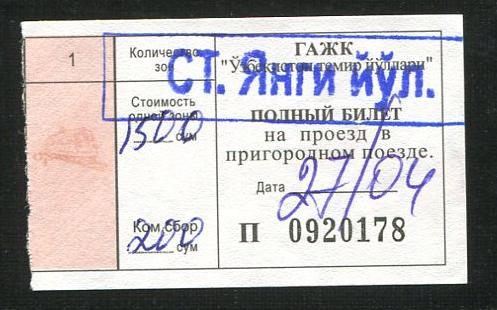 1
Количество
зон
Стоимость
одной зоны
1500 сум
Ком.сбор
200 сум
ГАЖК
"Ўзбекистон темир йўллари"
СТ. ЯНГИ ЙЎЛ.
ПОЛНЫЙ БИЛЕТ
на проезд в
пригородном поезде.
Дата 27/04
П 0920178